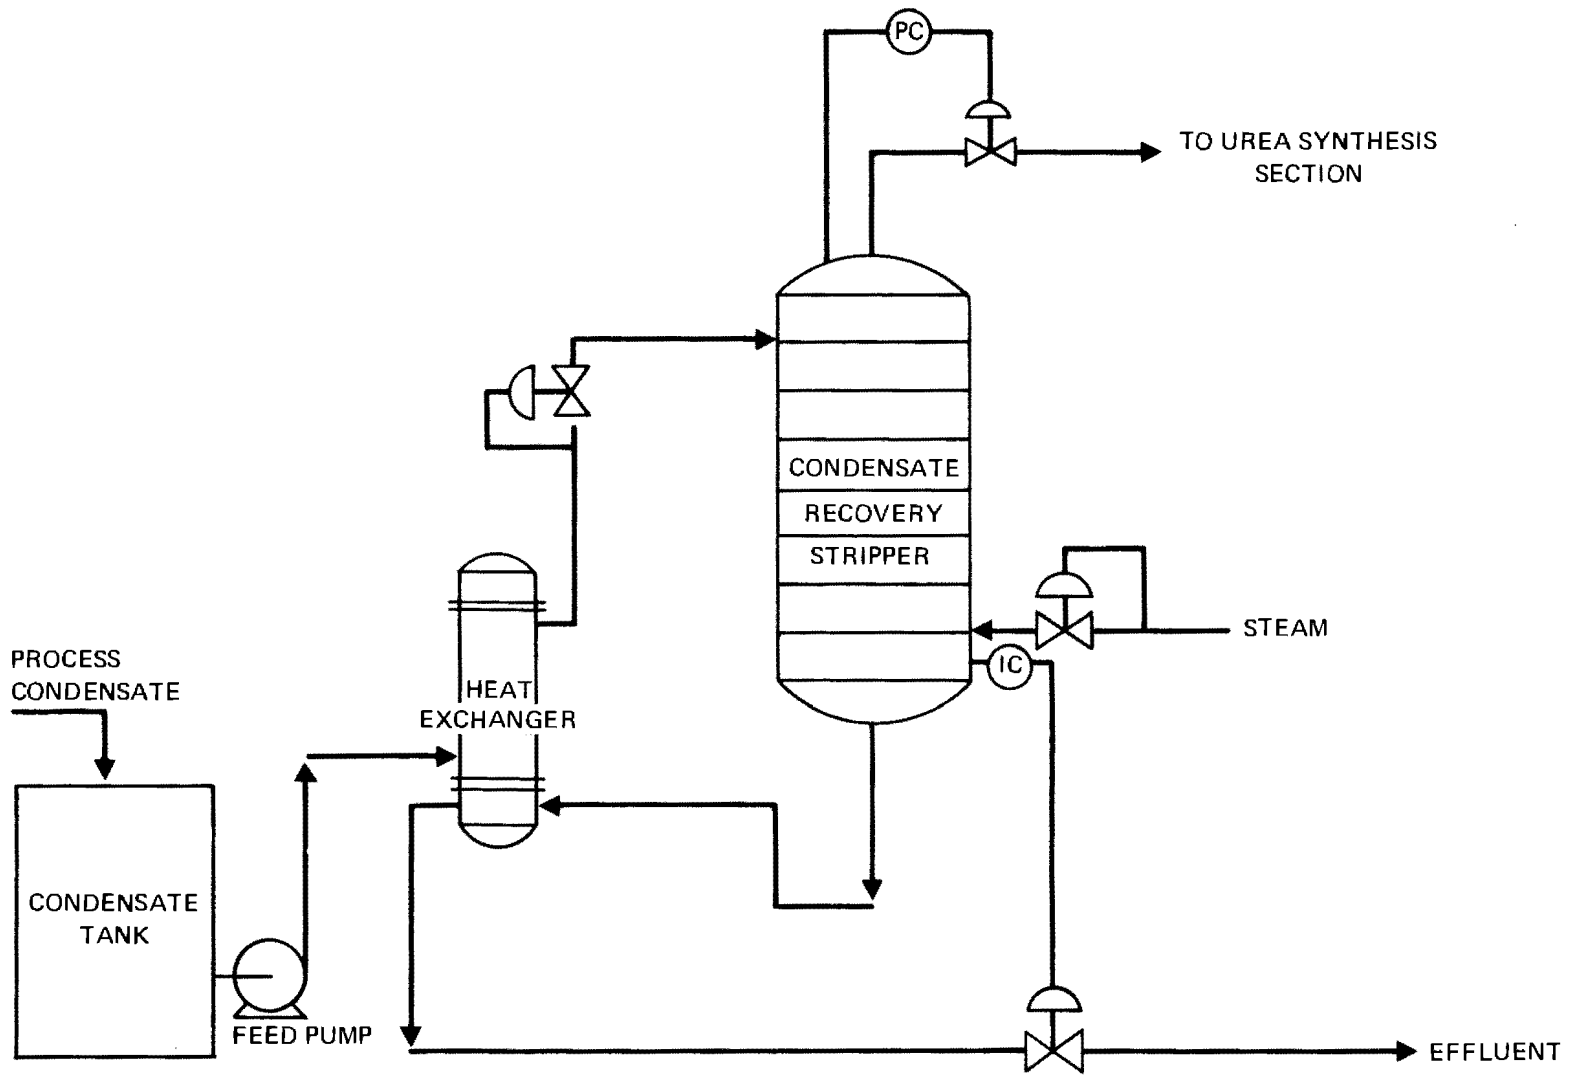 PC
TO UREA SYNTHESIS
SECTION
CONDENSATE
RECOVERY
STRIPPER
STEAM
IC
PROCESS
CONDENSATE
HEAT
EXCHANGER
CONDENSATE
TANK
FEED PUMP
EFFLUENT